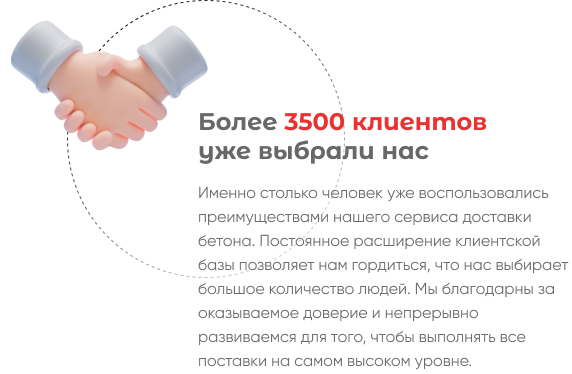 Более 3500 клиентов
уже выбрали нас
Именно столько человек уже воспользовались
преимуществами нашего сервиса доставки
бетона. Постоянное расширение клиентской
базы позволяет нам гордиться, что нас выбирает
большое количество людей. Мы благодарны за
оказываемое доверие и непрерывно
развиваемся для того, чтобы выполнять все
поставки на самом высоком уровне.